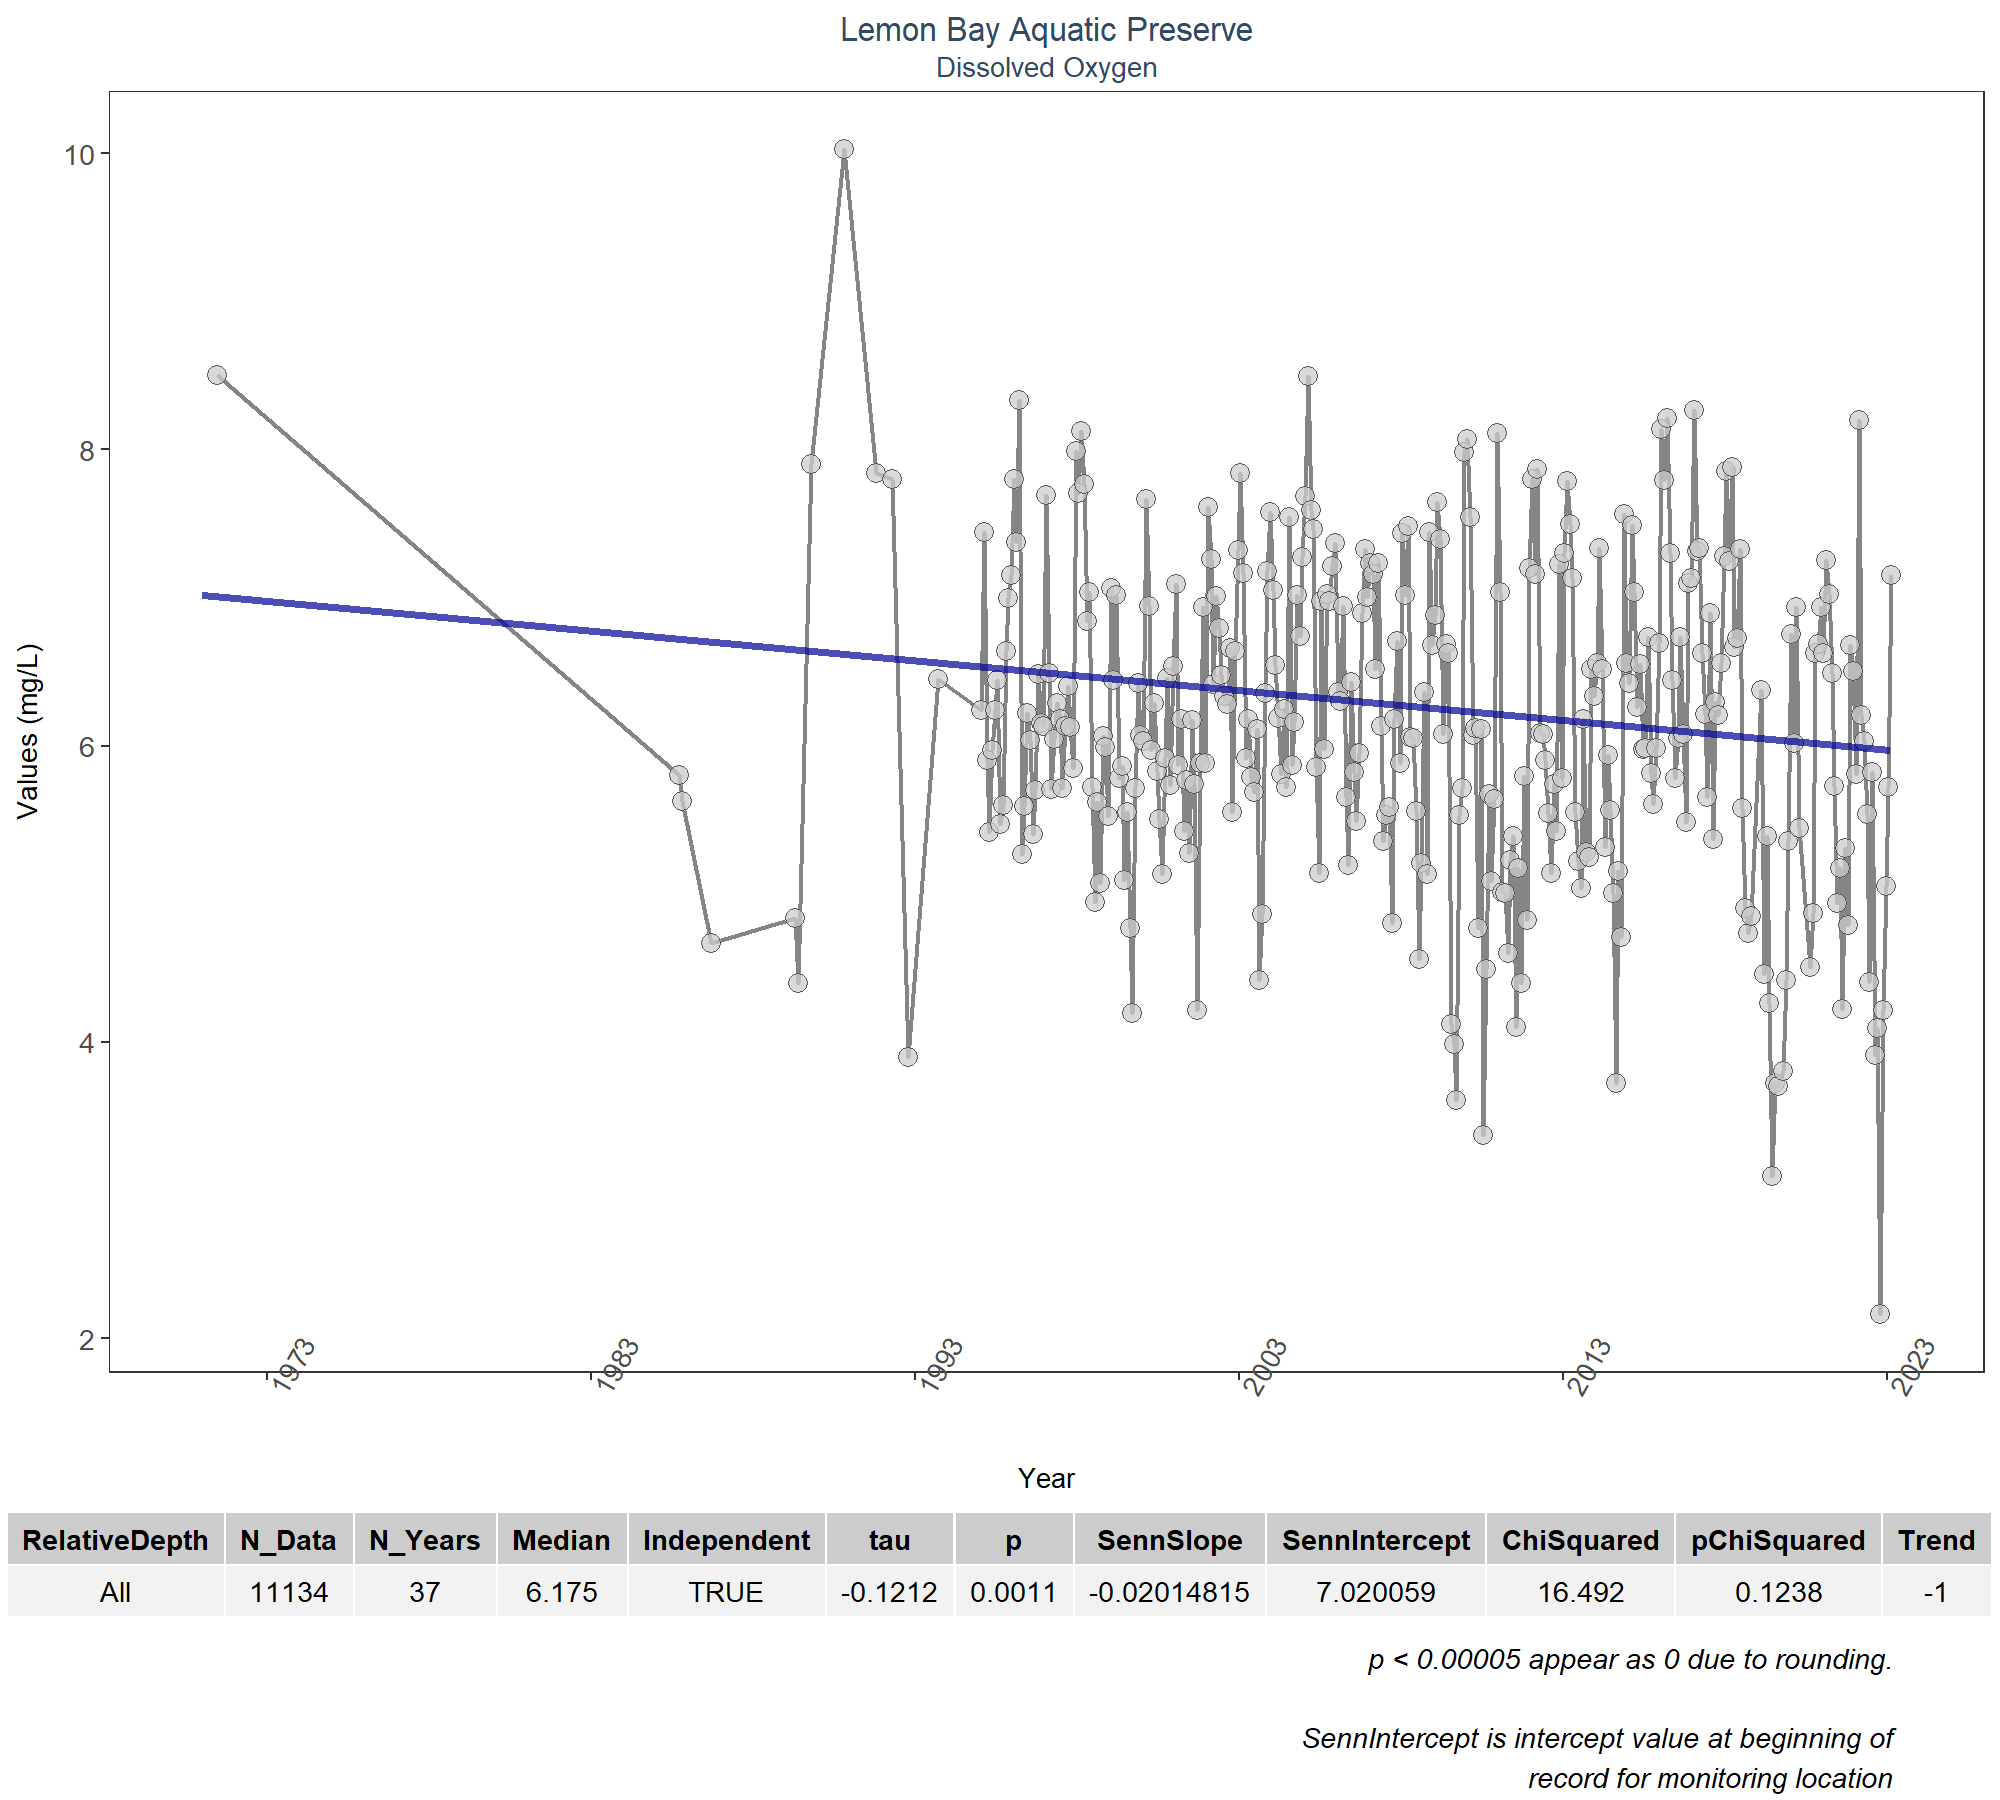 Lemon Bay Aquatic Preserve
Dissolved Oxygen
Values (mg/L)
10
8
6
4
2
1973 1983 1993 2003 2013 2023
Year
RelativeDepth N_Data N_Years Median Independent tau p SennSlope SennIntercept ChiSquared pChiSquared Trend
All 11134 37 6.175 TRUE -0.1212 0.0011 -0.02014815 7.020059 16.492 0.1238 -1
p < 0.00005 appear as 0 due to rounding.
SennIntercept is intercept value at beginning of
record for monitoring location